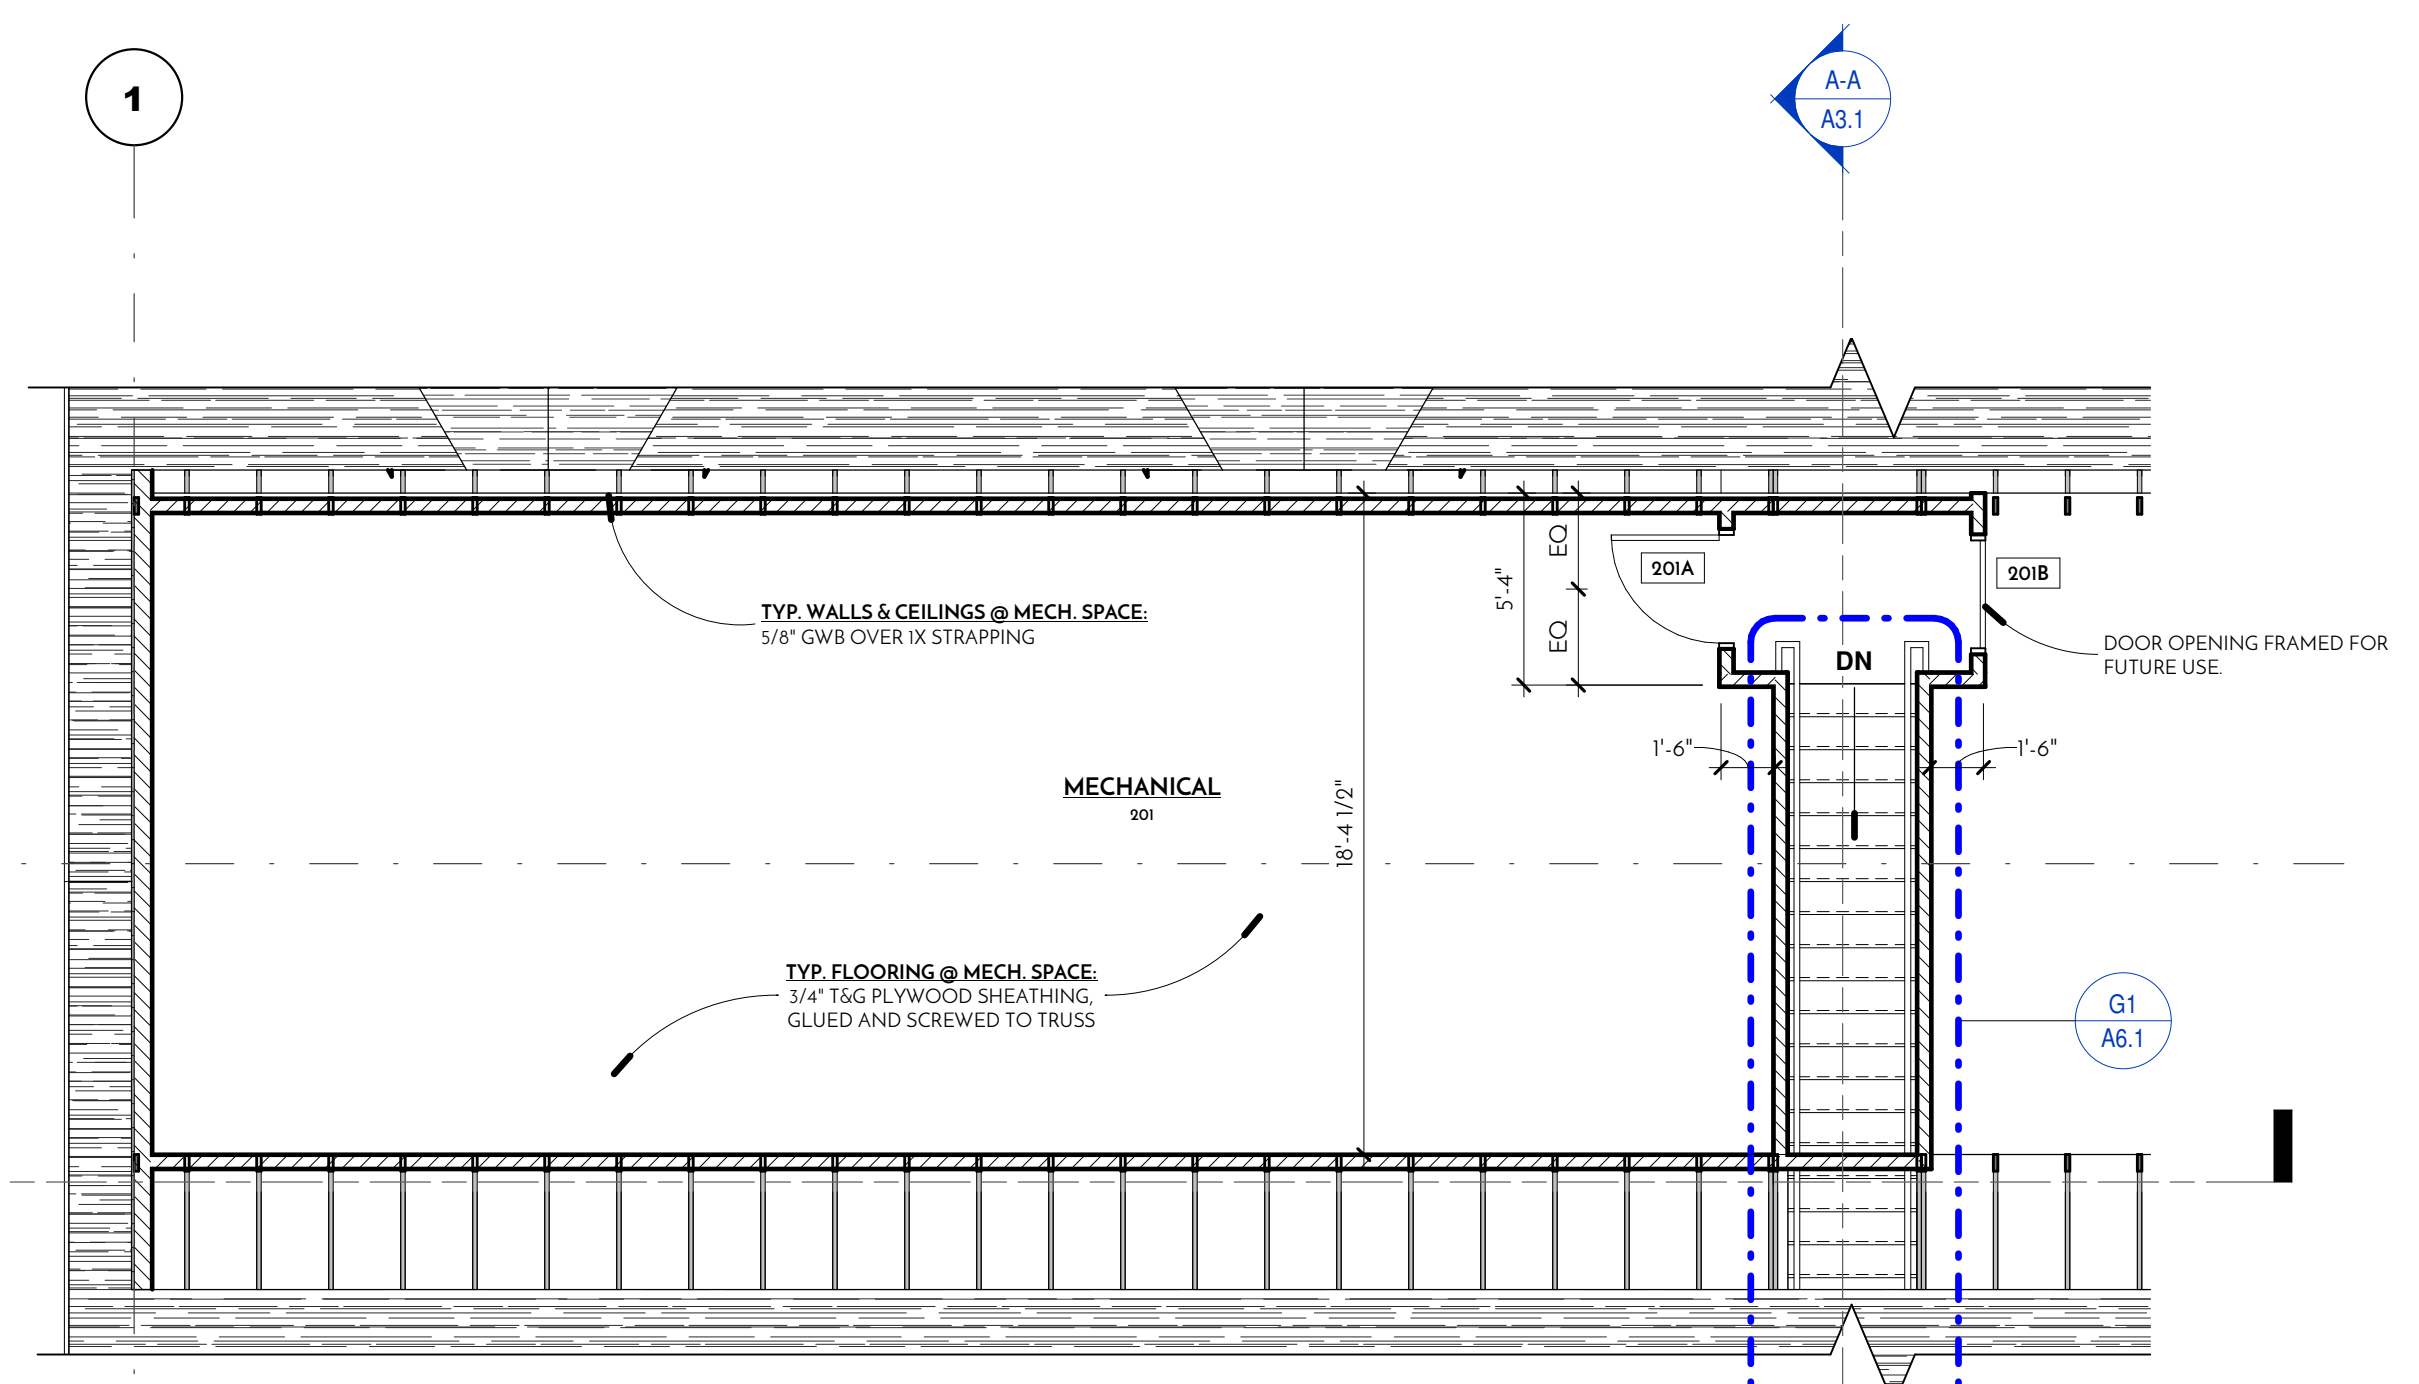 1
A-A
A3.1
201A
201B
EQ
EQ
5'-4"
TYP. WALLS & CEILINGS @ MECH. SPACE:
5/8" GWB OVER 1X STRAPPING
DOOR OPENING FRAMED FOR
FUTURE USE.
DN
1'-6"
1'-6"
MECHANICAL
201
18'-4 1/2"
TYP. FLOORING @ MECH. SPACE:
3/4" T&G PLYWOOD SHEATHING,
GLUED AND SCREWED TO TRUSS
G1
A6.1